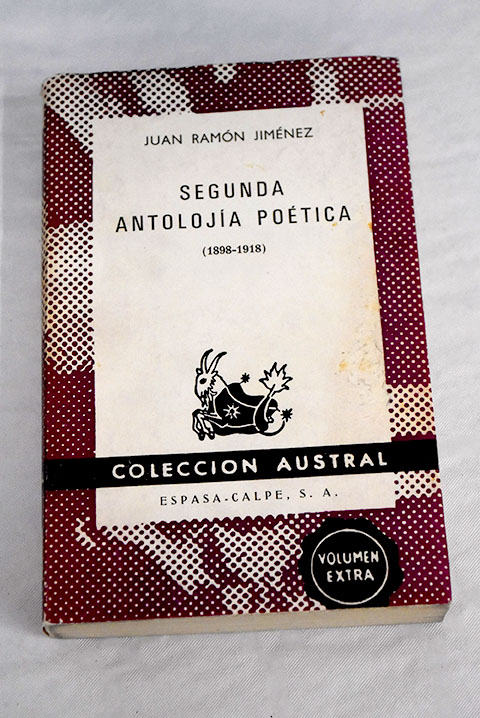 JUAN RAMÓN JIMÉNEZ
SEGUNDA
ANTOLOJÍA POÉTICA
(1898-1918)
COLECCION AUSTRAL
ESPASA-CALPE, S. A.
VOLUMEN
EXTRA